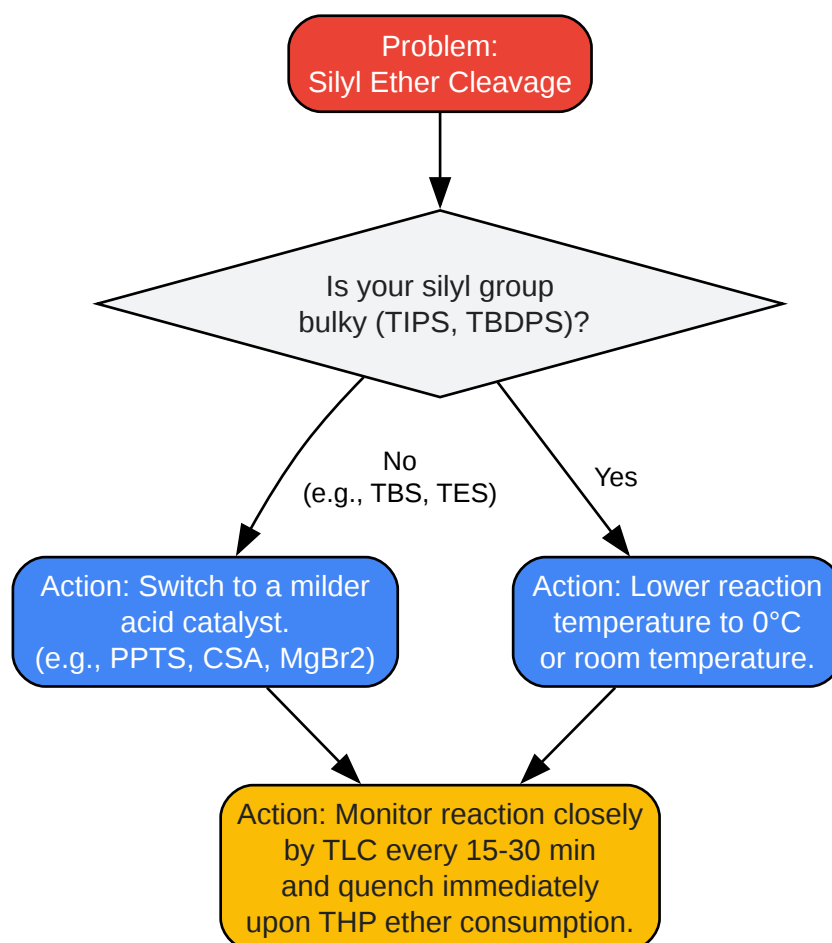 Problem:
Silyl Ether Cleavage
Is your silyl group
bulky (TIPS, TBDPS)?
No
(e.g., TBS, TES)
Yes
Action: Switch to a milder
acid catalyst.
(e.g., PPTS, CSA, MgBr2)
Action: Lower reaction
temperature to 0°C
or room temperature.
Action: Monitor reaction closely
by TLC every 15-30 min
and quench immediately
upon THP ether consumption.